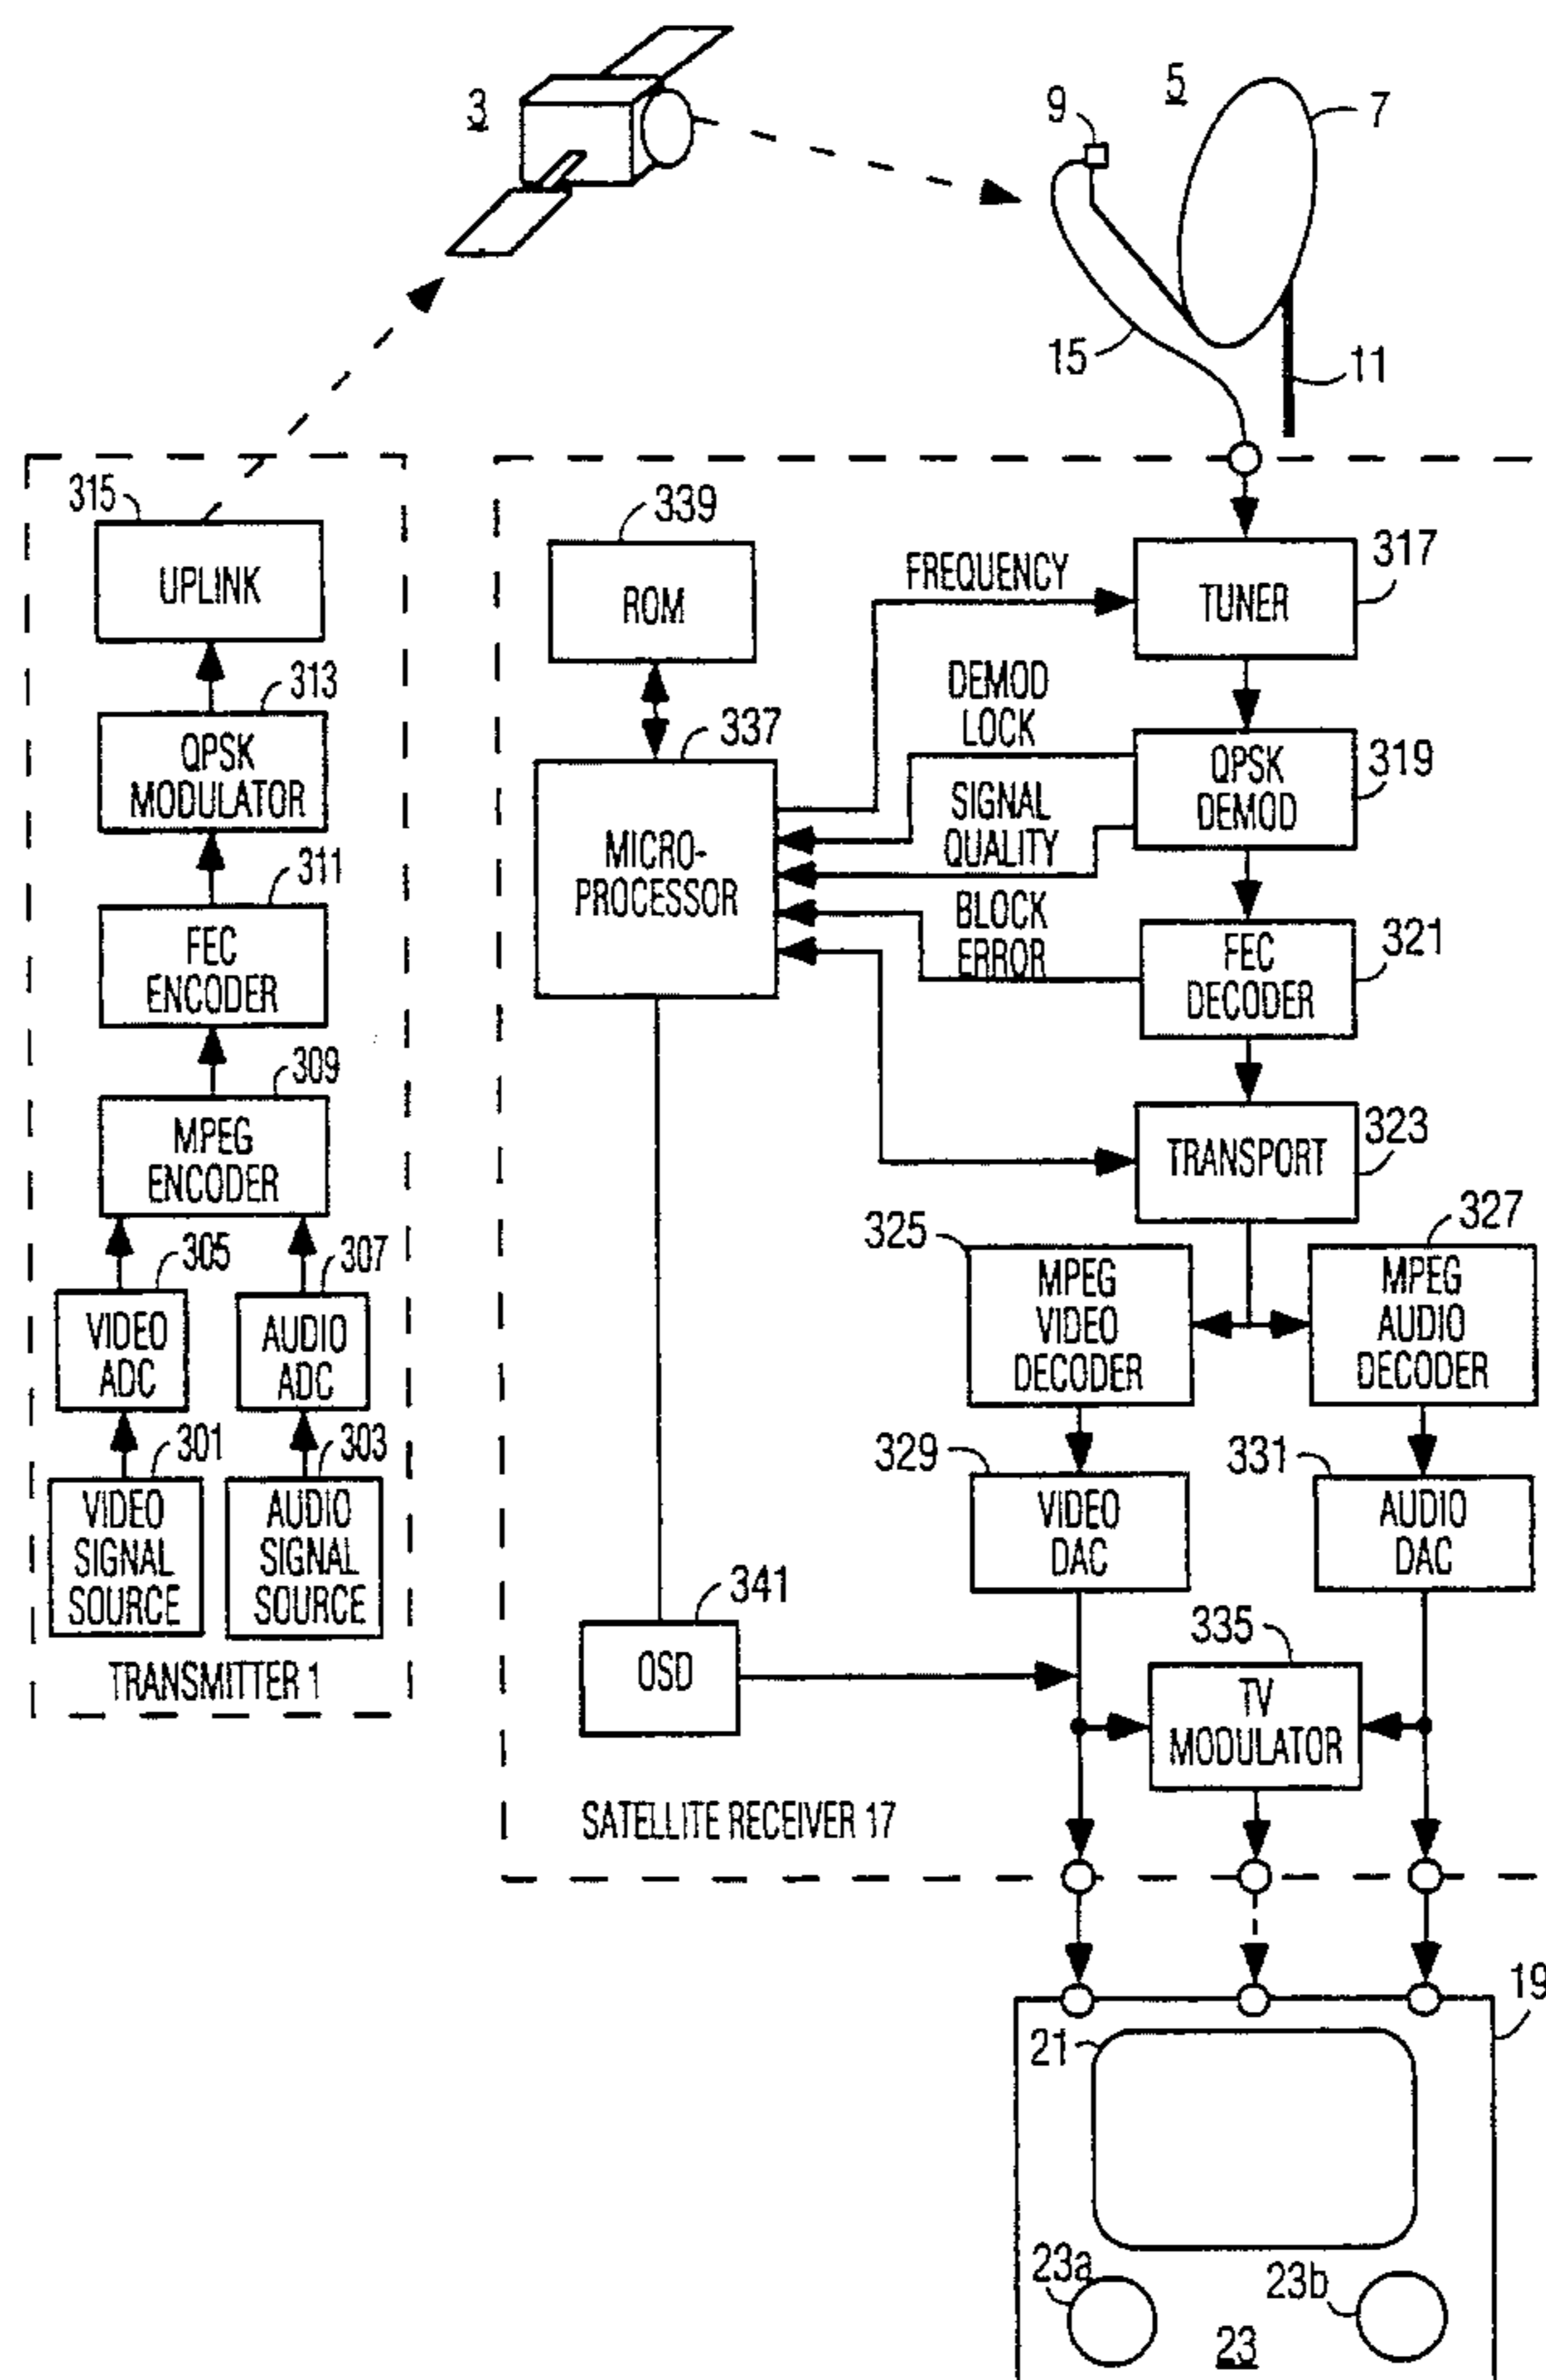 3
5
7
9
15
11
315
UPLINK
313
QPSK
MODULATOR
311
FEC
ENCODER
309
MPEG
ENCODER
305
307
VIDEO
ADC
AUDIO
ADC
301
303
VIDEO
SIGNAL
SOURCE
AUDIO
SIGNAL
SOURCE
TRANSMITTER 1
339
ROM
337
MICRO-
PROCESSOR
FREQUENCY
DEMOD
LOCK
SIGNAL
QUALITY
BLOCK
ERROR
317
TUNER
319
QPSK
DEMOD
321
FEC
DECODER
323
TRANSPORT
325
MPEG
VIDEO
DECODER
327
MPEG
AUDIO
DECODER
329
VIDEO
DAC
331
AUDIO
DAC
341
OSD
335
TV
MODULATOR
SATELLITE RECEIVER 17
19
21
23a
23b
23